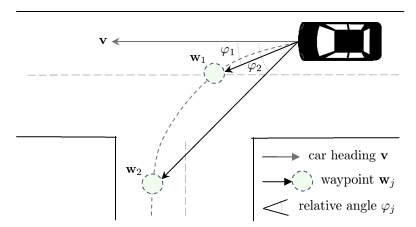 v
φ₁
w₁
φ₂
w₂
car heading v
waypoint wⱼ
relative angle φⱼ